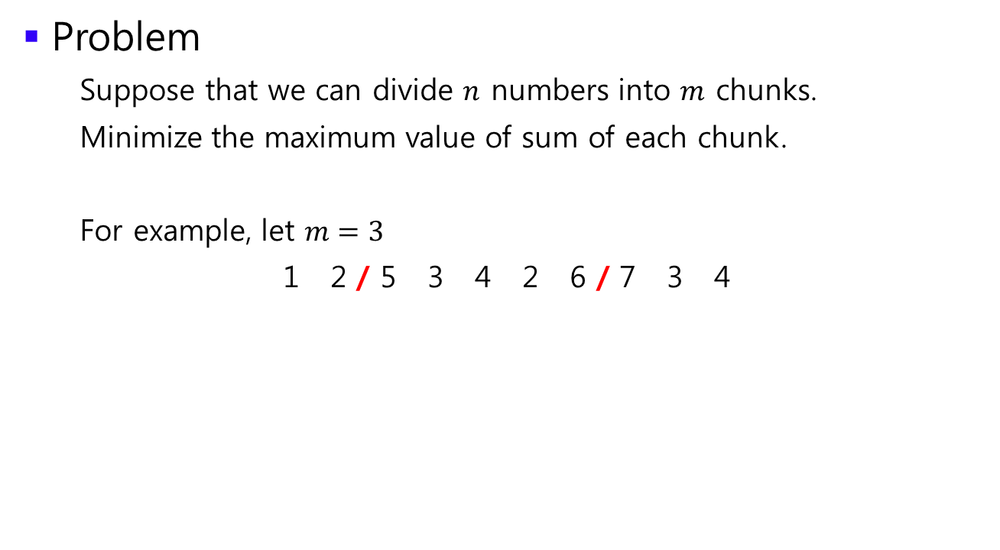 Problem
Suppose that we can divide n numbers into m chunks.
Minimize the maximum value of sum of each chunk.
For example, let m = 3
1 2 / 5 3 4 2 6 / 7 3 4